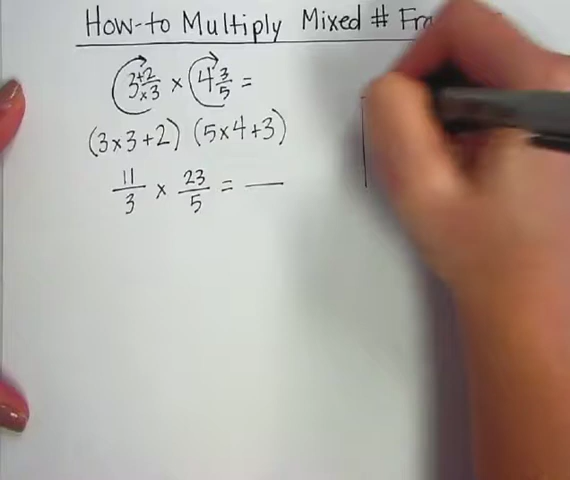 How-to Multiply Mixed # Fra
3 +2/×3 × 4 3/5 =
(3×3+2) (5×4+3)
11/3 × 23/5 = —